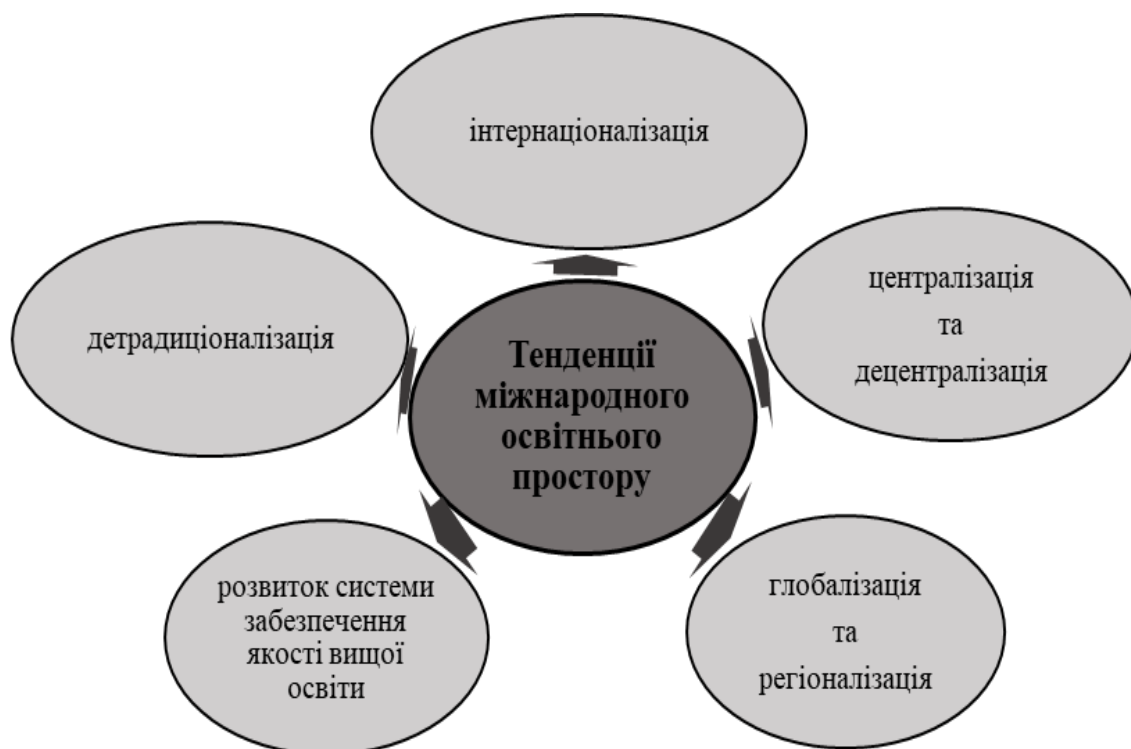 інтернаціоналізація
централізація
та
децентралізація
детрадиціоналізація
Тенденції
міжнародного
освітнього
простору
розвиток системи
забезпечення
якості вищої
освіти
глобалізація
та
регіоналізація